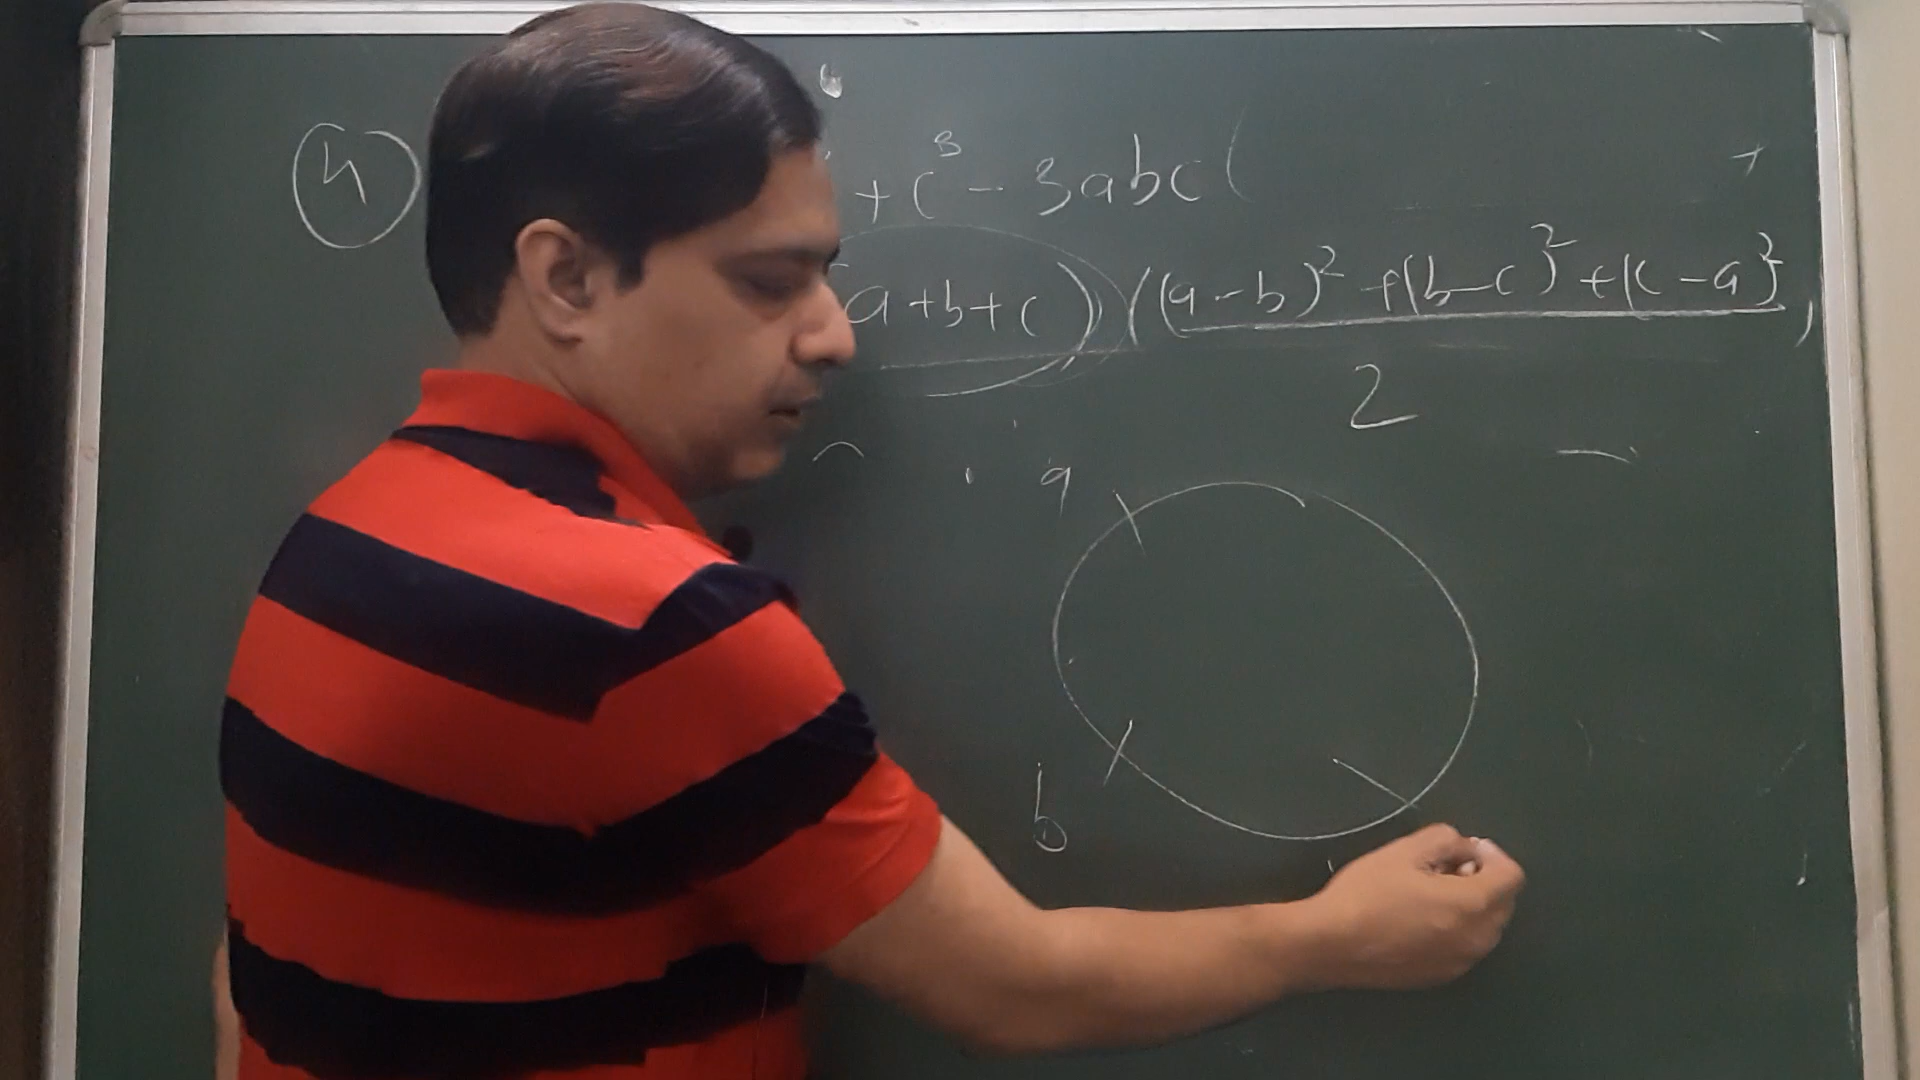 4
+ c³ - 3abc (
(a+b+c) ((a-b)² + (b-c)² + (c-a)²)
2
a
b